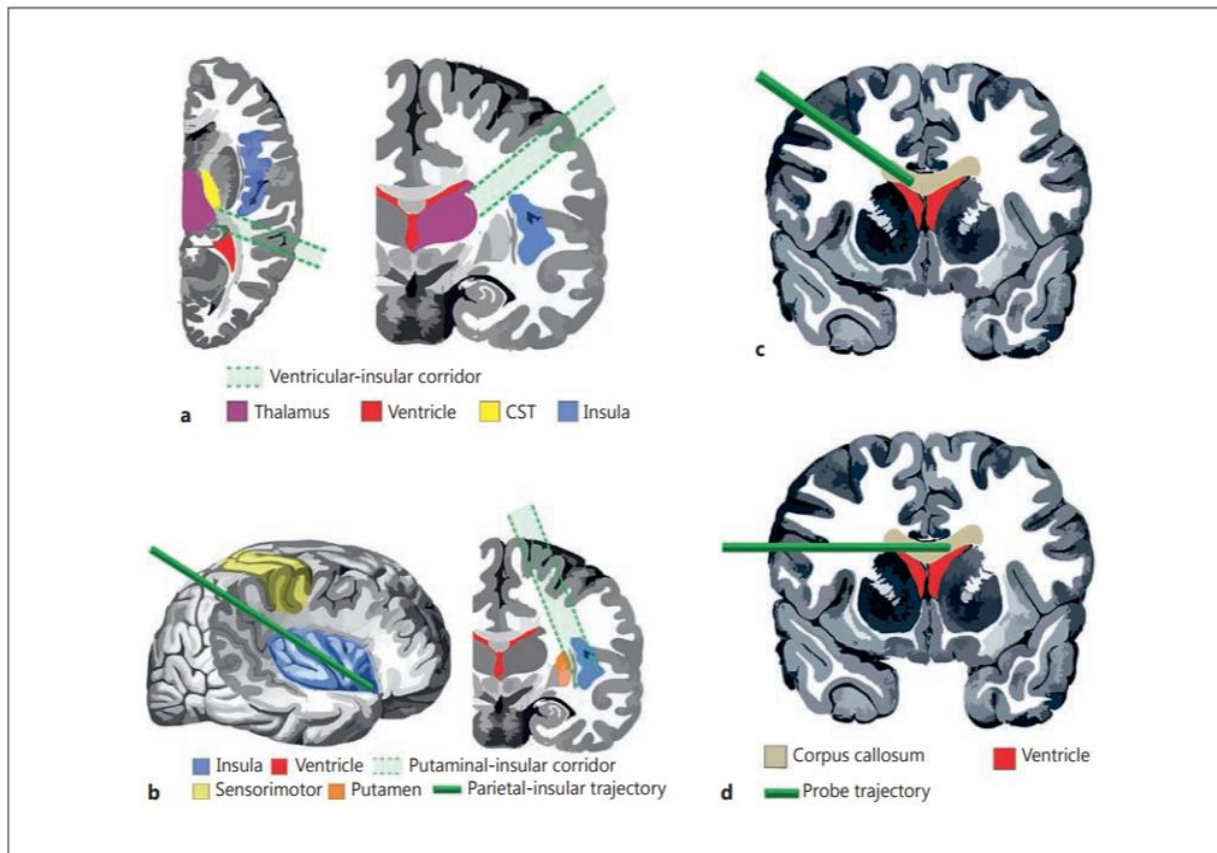 Ventricular-insular corridor
a
Thalamus Ventricle CST Insula
Insula Ventricle Putaminal-insular corridor
b Sensorimotor Putamen Parietal-insular trajectory
c
Corpus callosum Ventricle
d Probe trajectory